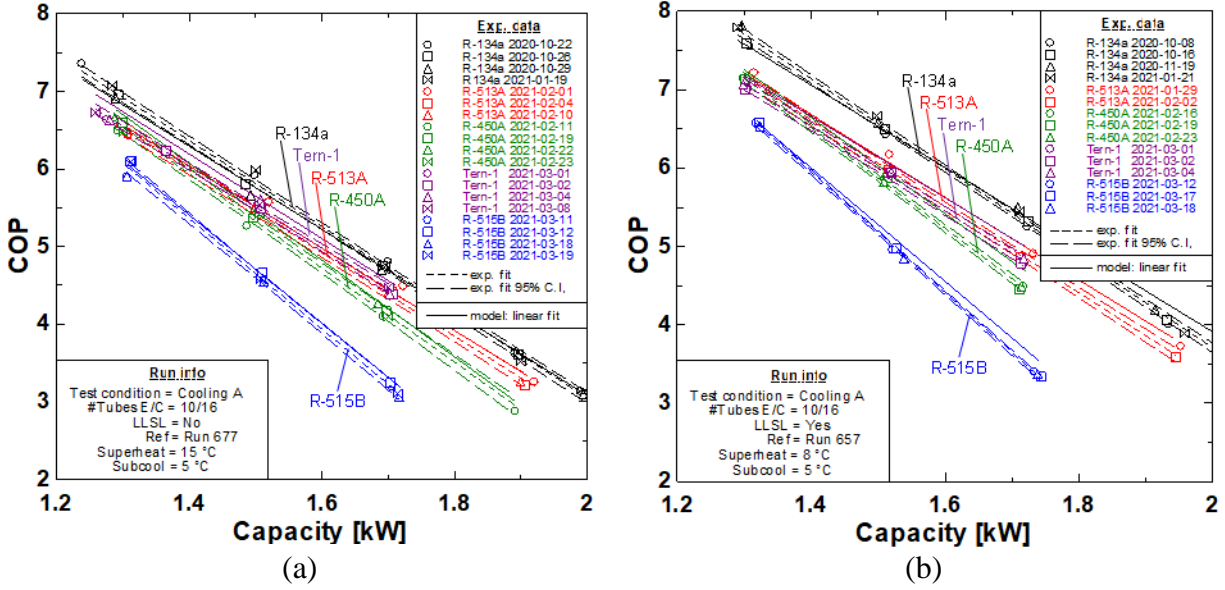 8
7
6
5
4
3
2
COP
1.2
1.4
1.6
1.8
2
Capacity [kW]
Exp. data
R-134a 2020-10-22
R-134a 2020-10-26
R-134a 2020-10-29
R134a 2021-01-19
R-513A 2021-02-01
R-513A 2021-02-04
R-513A 2021-02-10
R-450A 2021-02-11
R-450A 2021-02-19
R-450A 2021-02-22
R-450A 2021-02-23
Tern-1 2021-03-01
Tern-1 2021-03-02
Tern-1 2021-03-04
Tern-1 2021-03-08
R-515B 2021-03-11
R-515B 2021-03-12
R-515B 2021-03-18
R-515B 2021-03-19
exp. fit
exp. fit 95% C.I,
model: linear fit
R-134a
Tern-1
R-513A
R-450A
R-515B
Run info
Test condition = Cooling A
#Tubes E/C = 10/16
LLSL = No
Ref = Run 677
Superheat = 15 °C
Subcool = 5 °C
(a)
8
7
6
5
4
3
2
COP
1.2
1.4
1.6
1.8
2
Capacity [kW]
Exp. data
R-134a 2020-10-08
R-134a 2020-10-16
R-134a 2020-11-19
R-134a 2021-01-21
R-513A 2021-01-29
R-513A 2021-02-02
R-450A 2021-02-16
R-450A 2021-02-19
R-450A 2021-02-23
Tern-1 2021-03-01
Tern-1 2021-03-02
Tern-1 2021-03-04
R-515B 2021-03-12
R-515B 2021-03-17
R-515B 2021-03-18
exp. fit
exp. fit 95% C.I,
model: linear fit
R-134a
R-513A
Tern-1
R-450A
R-515B
Run info
Test condition = Cooling A
#Tubes E/C = 10/16
LLSL = Yes
Ref = Run 657
Superheat = 8 °C
Subcool = 5 °C
(b)